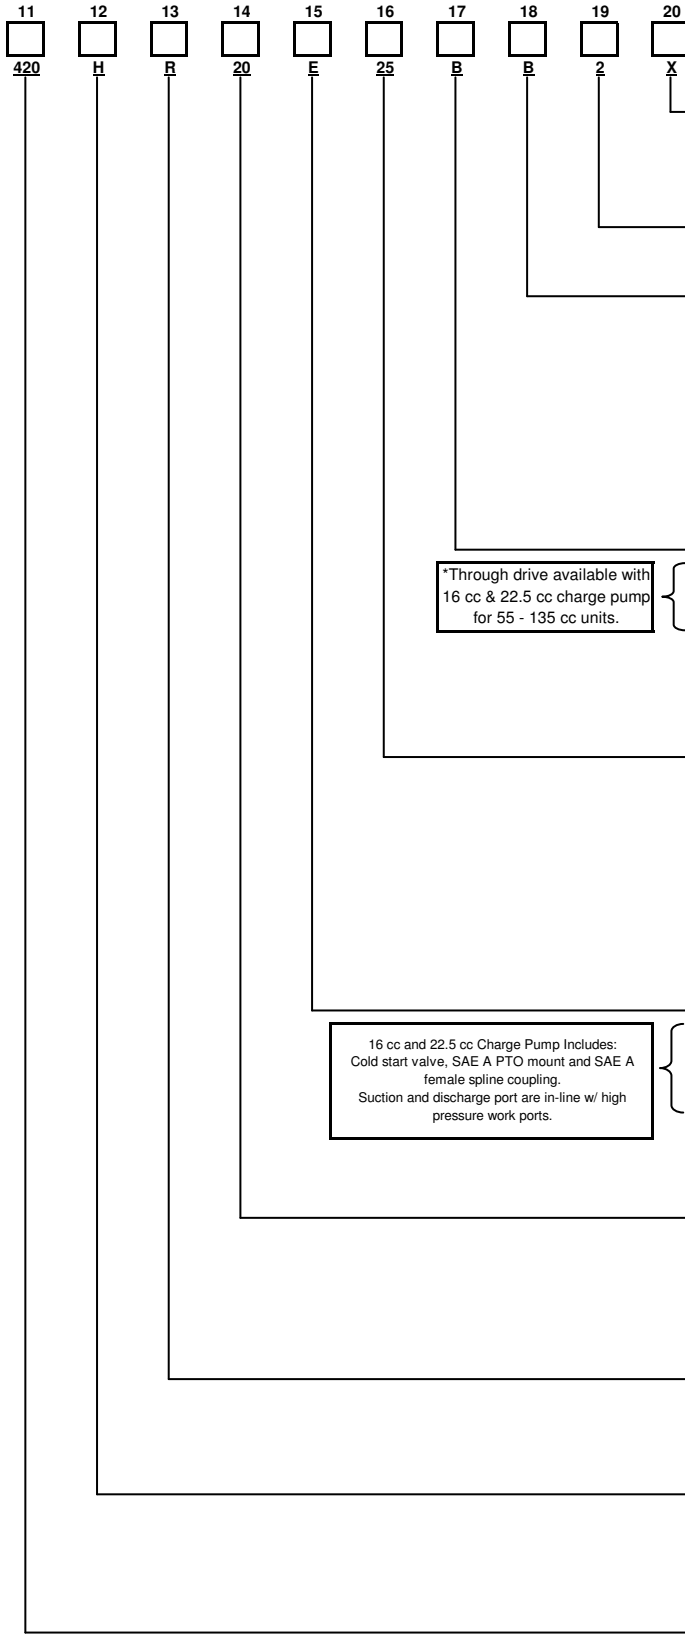 11 12 13 14 15 16 17 18 19 20
420 H R 20 E 25 B B 2 X
*Through drive available with
16 cc & 22.5 cc charge pump
for 55 - 135 cc units.
16 cc and 22.5 cc Charge Pump Includes:
Cold start valve, SAE A PTO mount and SAE A
female spline coupling.
Suction and discharge port are in-line w/ high
pressure work ports.